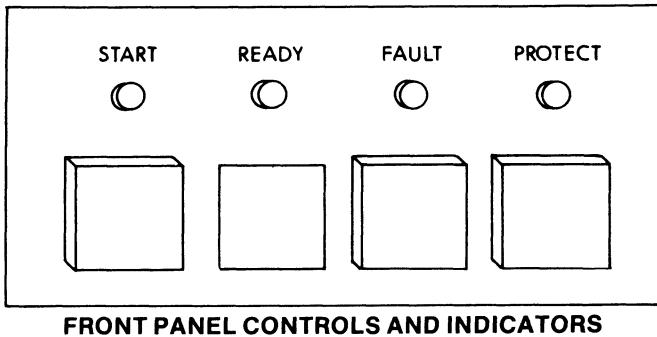 START READY FAULT PROTECT
FRONT PANEL CONTROLS AND INDICATORS